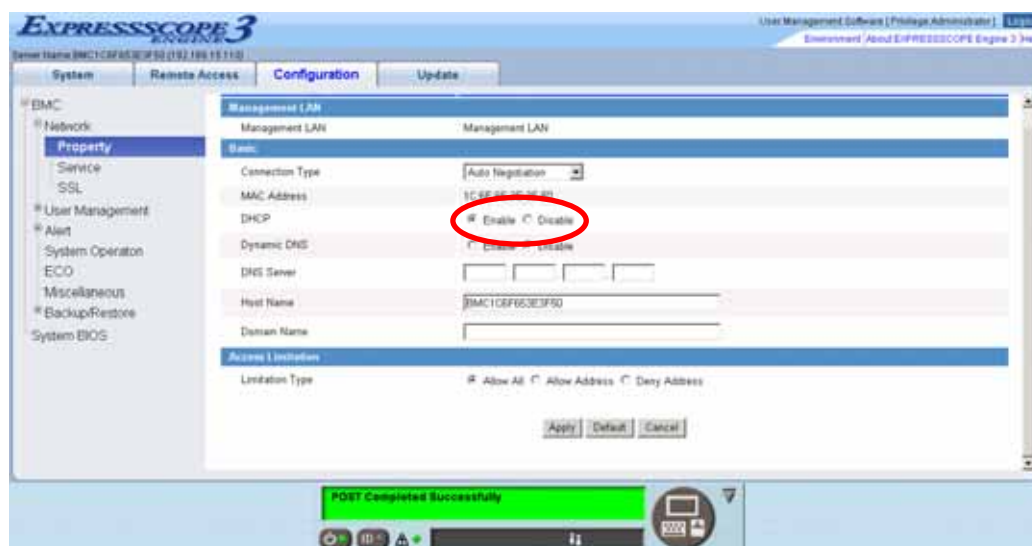 EXPRESSSCOPE 3
ENGINE
User Management Software [Privilege:Administrator]
Environment | About EXPRESSSCOPE Engine 3
System
Remote Access
Configuration
Update
BMC
Network
Property
Service
SSL
User Management
Alert
System Operation
ECO
Miscellaneous
Backup/Restore
System BIOS
Management LAN
Management LAN Management LAN
Basic
Connection Type Auto Negotiation
MAC Address
DHCP Enable Disable
Dynamic DNS Enable Disable
DNS Server
Host Name
Domain Name
Access Limitation
Limitation Type Allow All Allow Address Deny Address
Apply Default Cancel
POST Completed Successfully